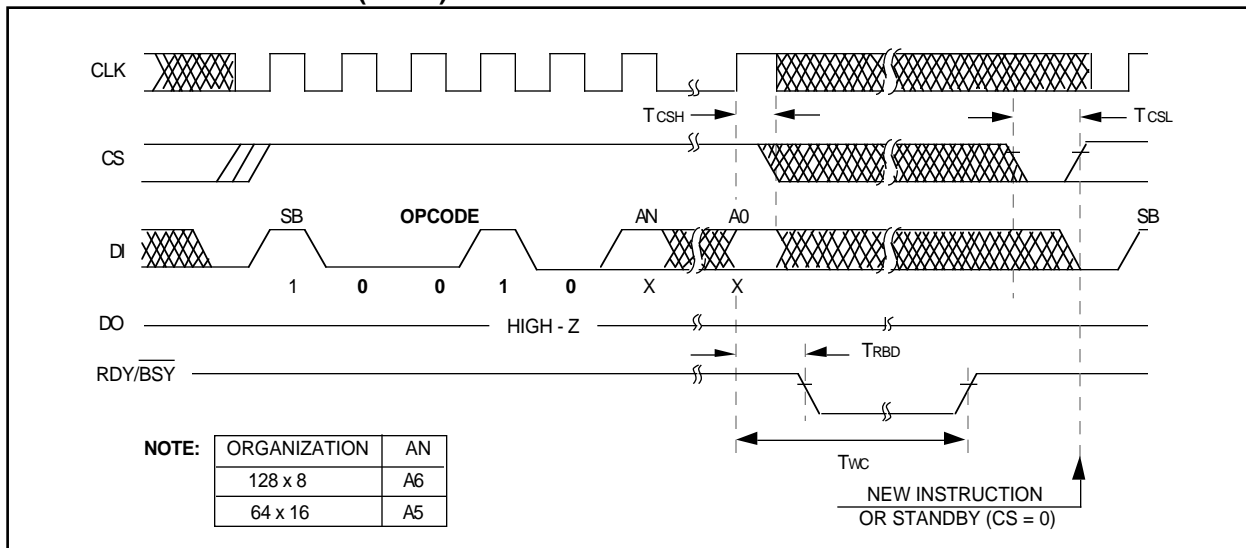 CLK
TCSH
TCSL
CS
SB OPCODE AN A0 SB
DI
1 0 0 1 0 X X
DO HIGH - Z
TRBD
RDY/BSY
NOTE: ORGANIZATION AN
128 x 8 A6
64 x 16 A5
TWC
NEW INSTRUCTION
OR STANDBY (CS = 0)